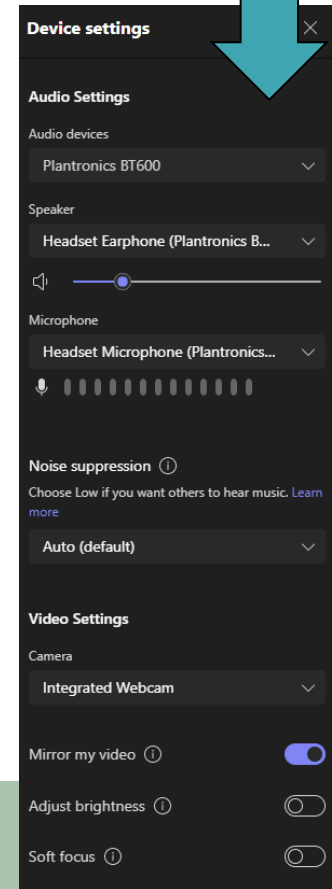 Device settings
Audio Settings
Audio devices
Plantronics BT600
Speaker
Headset Earphone (Plantronics B...
Microphone
Headset Microphone (Plantronics...
Noise suppression
Choose Low if you want others to hear music. Learn
more
Auto (default)
Video Settings
Camera
Integrated Webcam
Mirror my video
Adjust brightness
Soft focus